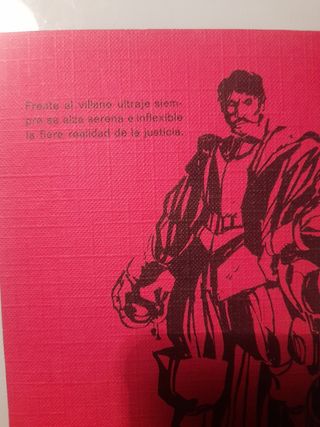 Frente al villano ultraje siem-
pre se alza serena e inflexible
la fiera realidad de la justicia.